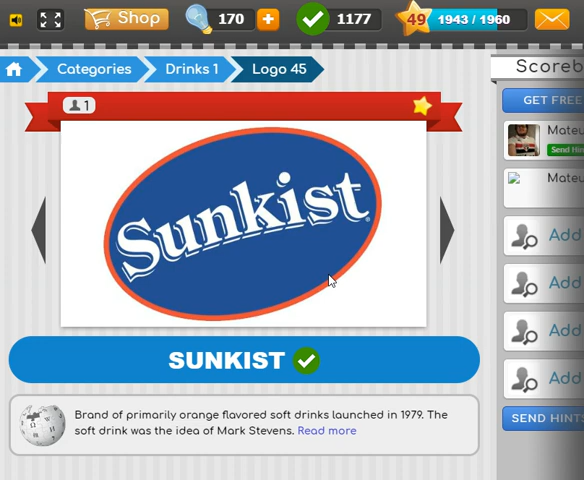 Shop
170
+
1177
49
1943 / 1960
Categories
Drinks 1
Logo 45
Scoreb
1
GET FREE
Mateu
Send Hin
Sunkist®
Mateu
Add
Add
Add
Add
SUNKIST
SEND HINTS
Brand of primarily orange flavored soft drinks launched in 1979. The
soft drink was the idea of Mark Stevens. Read more